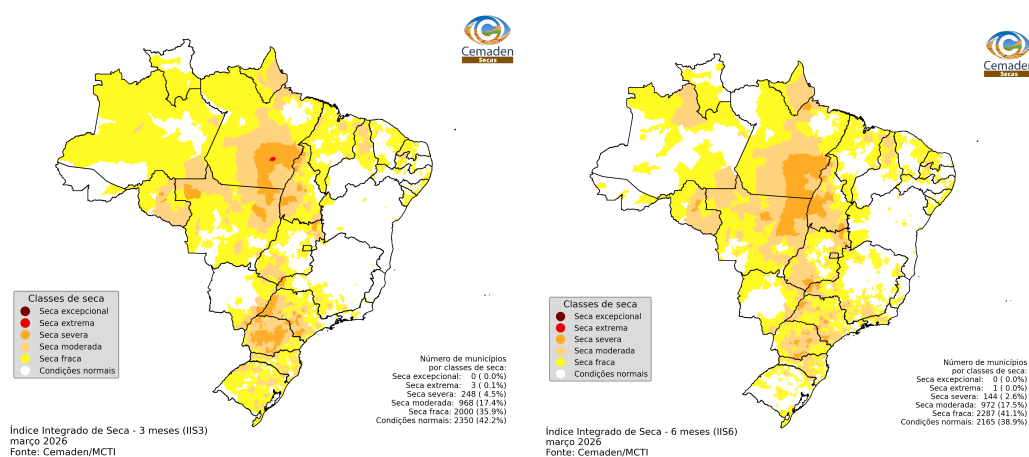 Cemaden
Secas
Classes de seca
Seca excepcional
Seca extrema
Seca severa
Seca moderada
Seca fraca
Condições normais
Número de municípios
por classes de seca:
Seca excepcional: 0 ( 0.0%)
Seca extrema: 3 ( 0.1%)
Seca severa: 248 ( 4.5%)
Seca moderada: 968 (17.4%)
Seca fraca: 2000 (35.9%)
Condições normais: 2350 (42.2%)
Índice Integrado de Seca - 3 meses (IIS3)
março 2026
Fonte: Cemaden/MCTI
Cemaden
Secas
Classes de seca
Seca excepcional
Seca extrema
Seca severa
Seca moderada
Seca fraca
Condições normais
Número de municípios
por classes de seca:
Seca excepcional: 0 ( 0.0%)
Seca extrema: 1 ( 0.0%)
Seca severa: 144 ( 2.6%)
Seca moderada: 972 (17.5%)
Seca fraca: 2287 (41.1%)
Condições normais: 2165 (38.9%)
Índice Integrado de Seca - 6 meses (IIS6)
março 2026
Fonte: Cemaden/MCTI